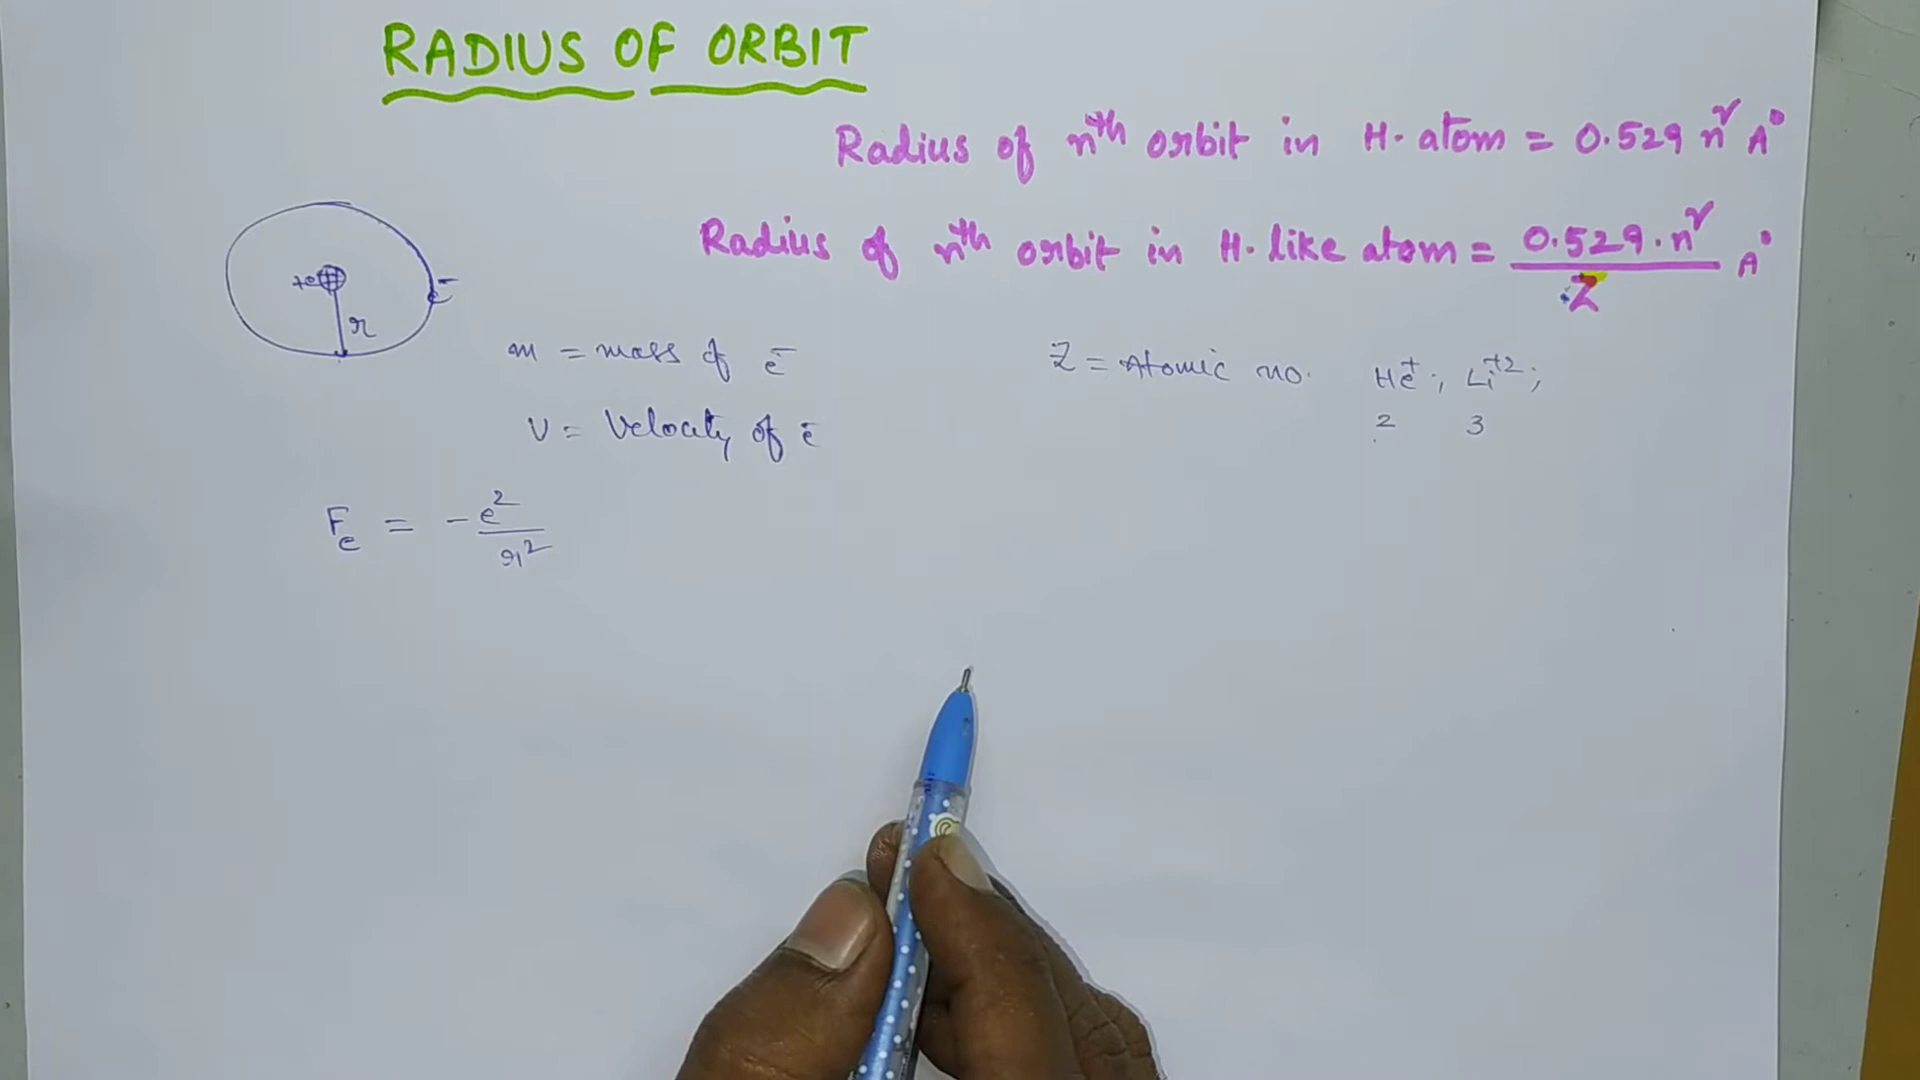 RADIUS OF ORBIT
Radius of nth orbit in H. atom = 0.529 n² A°
Radius of nth orbit in H. like atom = 0.529. n² / Z A°
+e
e-
r
m = mass of e-
Z = Atomic no. He+; Li+2;
V = Velocity of e-
2 3
Fe = - e² / r²